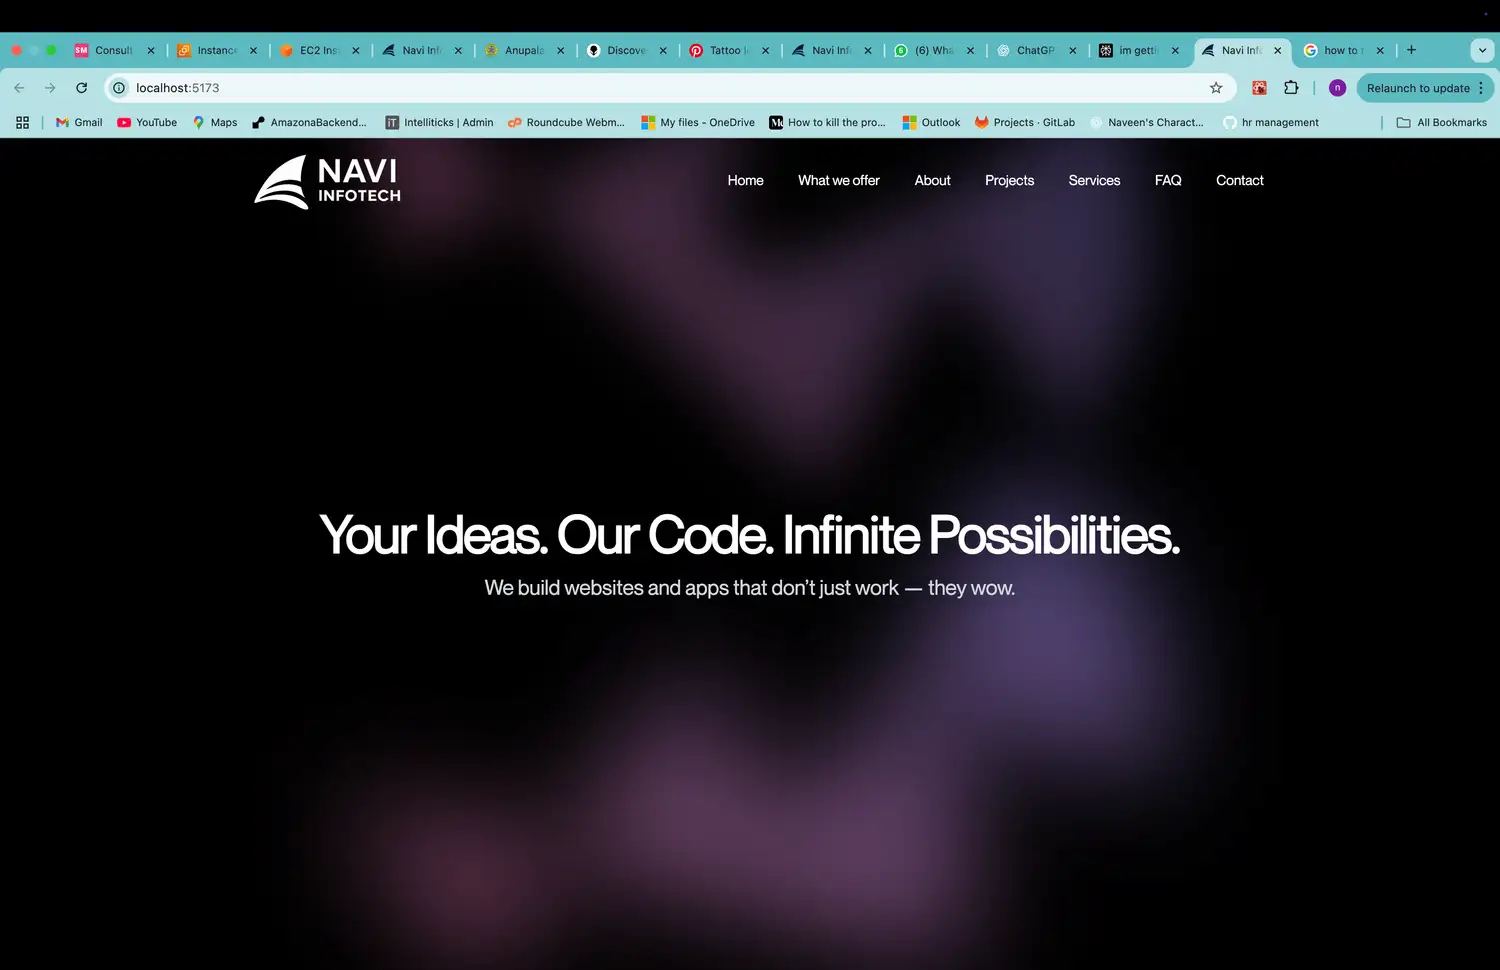 SM Consult
Instance
EC2 Ins
Navi Inf
Anupala
Discove
Tattoo
Navi Inf
(6) Wha
ChatGP
im getti
Navi Inf
how to
localhost:5173
n
Relaunch to update
Gmail
YouTube
Maps
AmazonaBackend...
iT Intelliticks | Admin
Roundcube Webm...
My files - OneDrive
How to kill the pro...
Outlook
Projects · GitLab
Naveen's Charact...
hr management
All Bookmarks
NAVI
INFOTECH
Home
What we offer
About
Projects
Services
FAQ
Contact
Your Ideas. Our Code. Infinite Possibilities.
We build websites and apps that don’t just work — they wow.